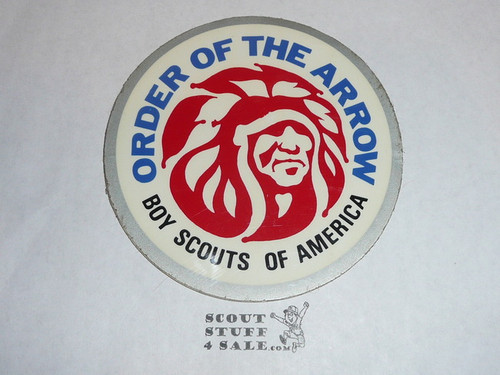 ORDER OF THE ARROW
BOY SCOUTS OF AMERICA
SCOUT
STUFF
4 SALE.COM